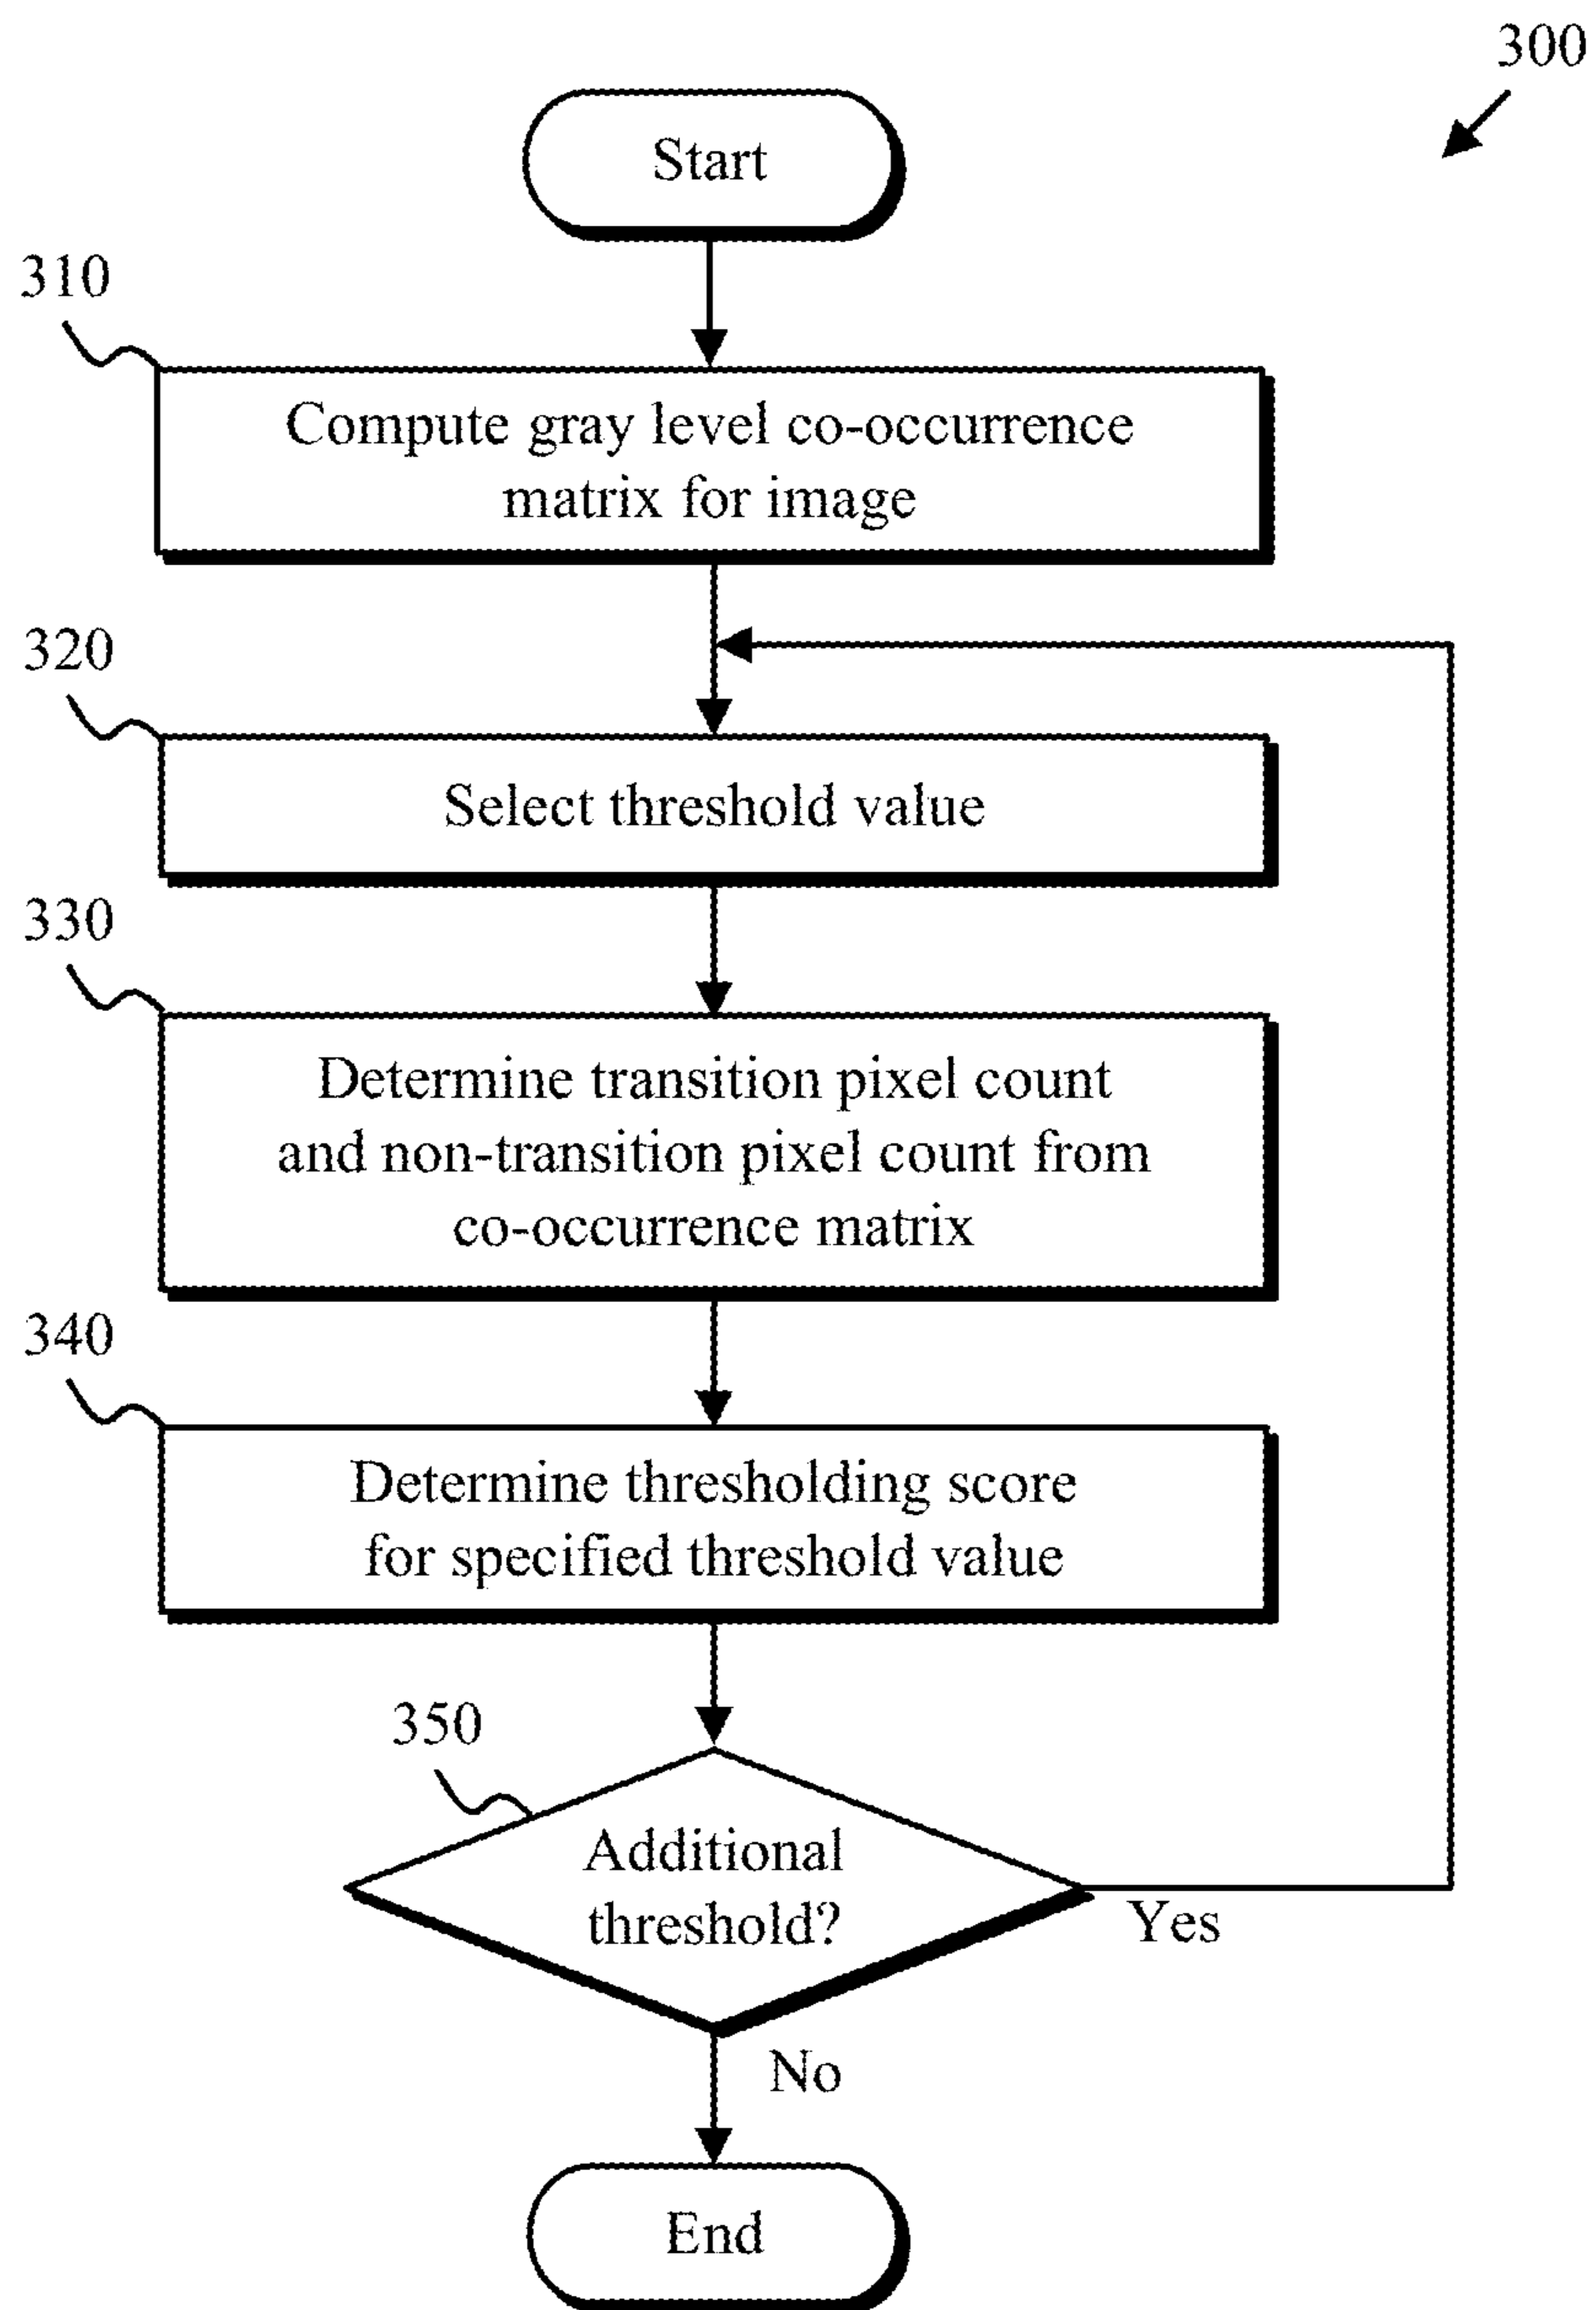 300
Start
310
Compute gray level co-occurrence
matrix for image
320
Select threshold value
330
Determine transition pixel count
and non-transition pixel count from
co-occurrence matrix
340
Determine thresholding score
for specified threshold value
350
Additional
threshold?
Yes
No
End